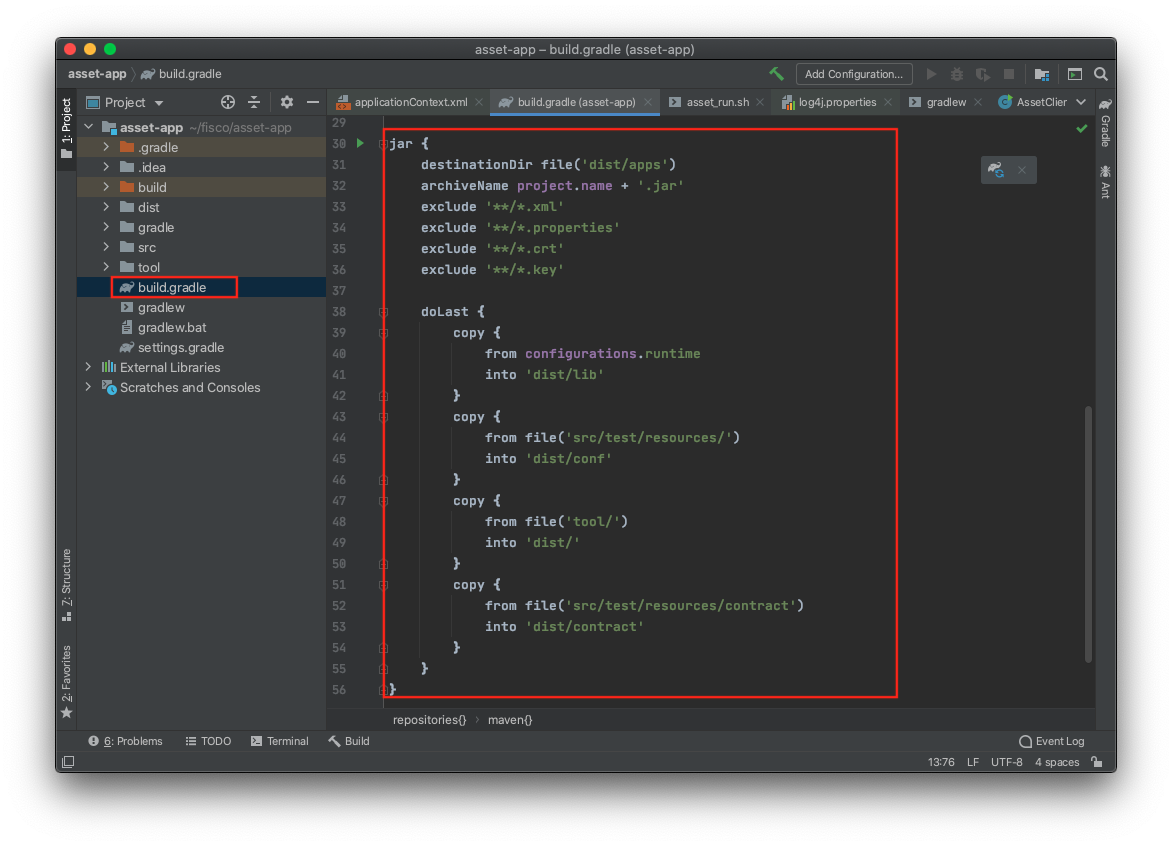 asset-app – build.gradle (asset-app)
asset-app build.gradle
Add Configuration...
1: Project
Project
applicationContext.xml
build.gradle (asset-app)
asset_run.sh
log4j.properties
gradlew
AssetClier
asset-app ~/fisco/asset-app
.gradle
.idea
build
dist
gradle
src
tool
build.gradle
gradlew
gradlew.bat
settings.gradle
External Libraries
Scratches and Consoles
29
30 jar {
31 destinationDir file('dist/apps')
32 archiveName project.name + '.jar'
33 exclude '**/*.xml'
34 exclude '**/*.properties'
35 exclude '**/*.crt'
36 exclude '**/*.key'
37
38 doLast {
39 copy {
40 from configurations.runtime
41 into 'dist/lib'
42 }
43 copy {
44 from file('src/test/resources/')
45 into 'dist/conf'
46 }
47 copy {
48 from file('tool/')
49 into 'dist/'
50 }
51 copy {
52 from file('src/test/resources/contract')
53 into 'dist/contract'
54 }
55 }
56 }
Gradle
Ant
7: Structure
2: Favorites
repositories{} maven{}
6: Problems TODO Terminal Build Event Log
13:76 LF UTF-8 4 spaces